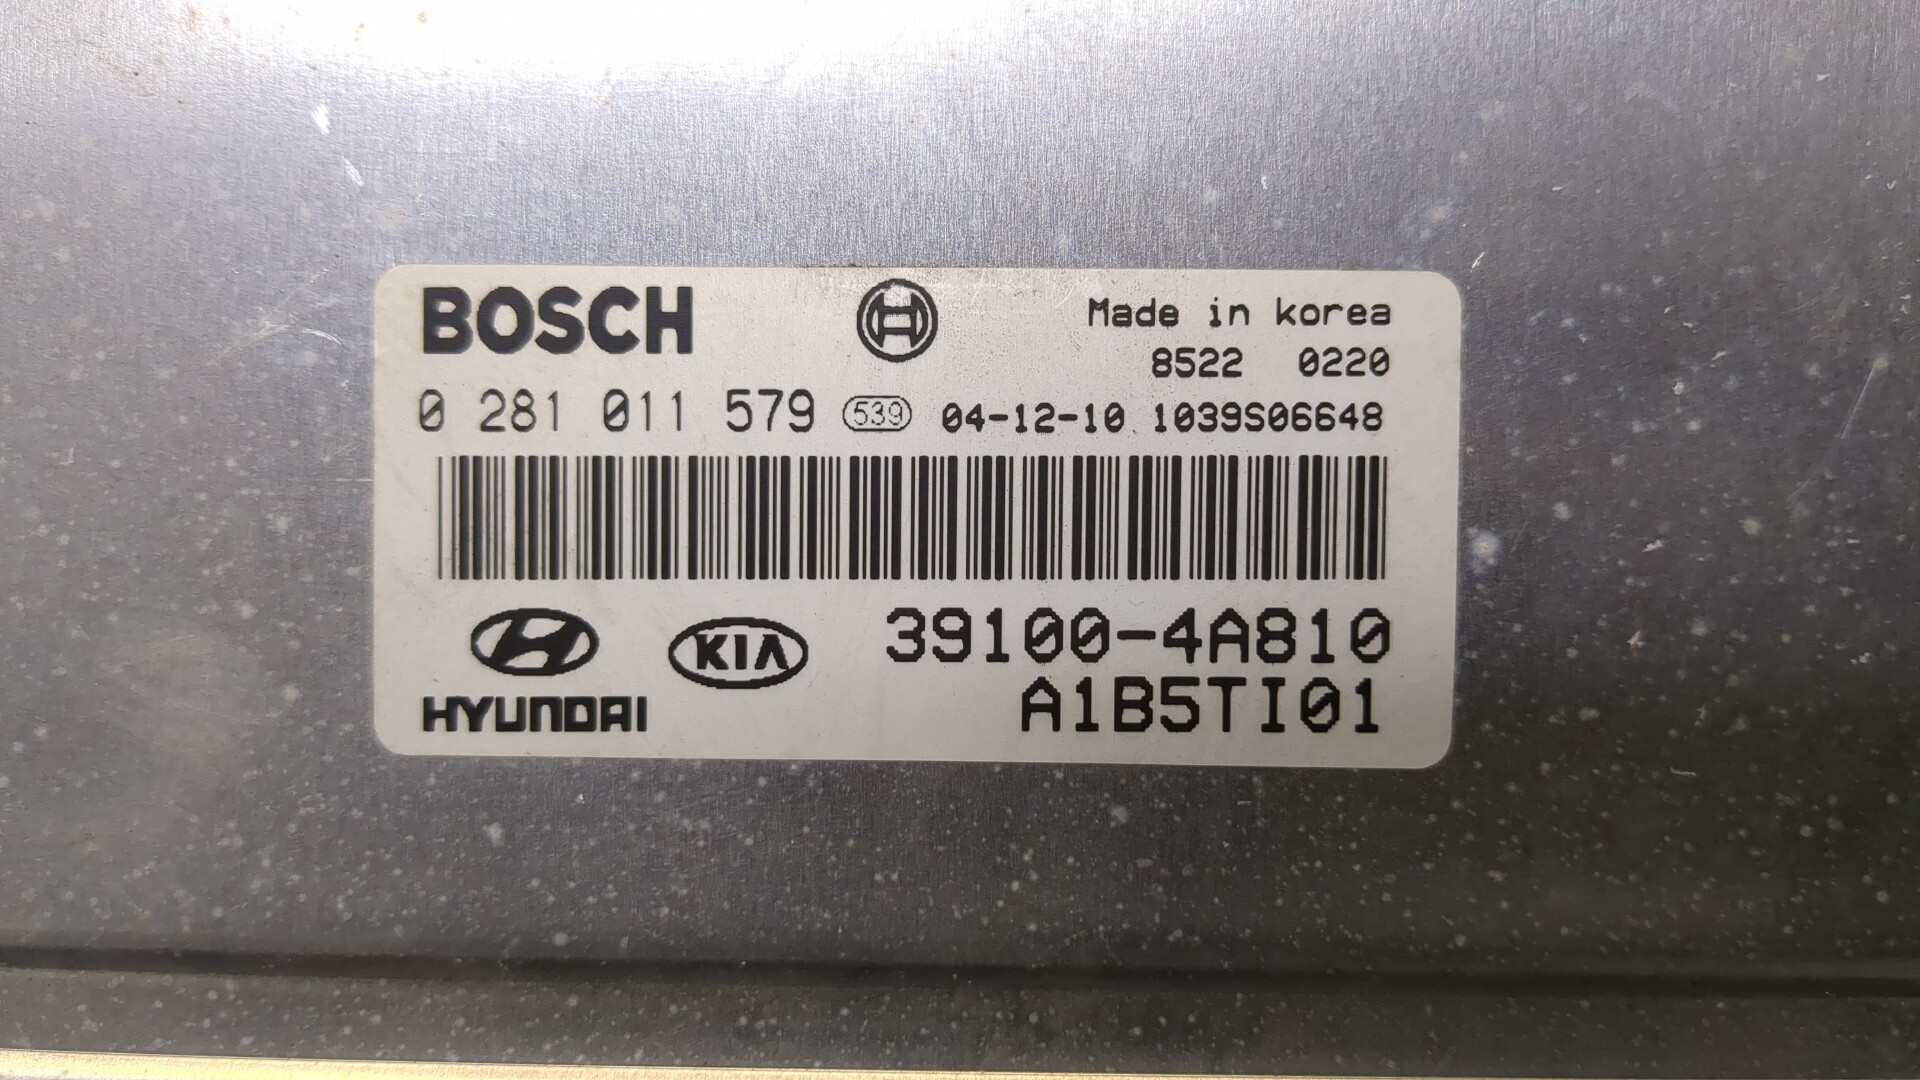 BOSCH
Made in korea
8522 0220
0 281 011 579 539 04-12-10 1039S06648
KIA 39100-4A810
HYUNDAI A1B5TI01